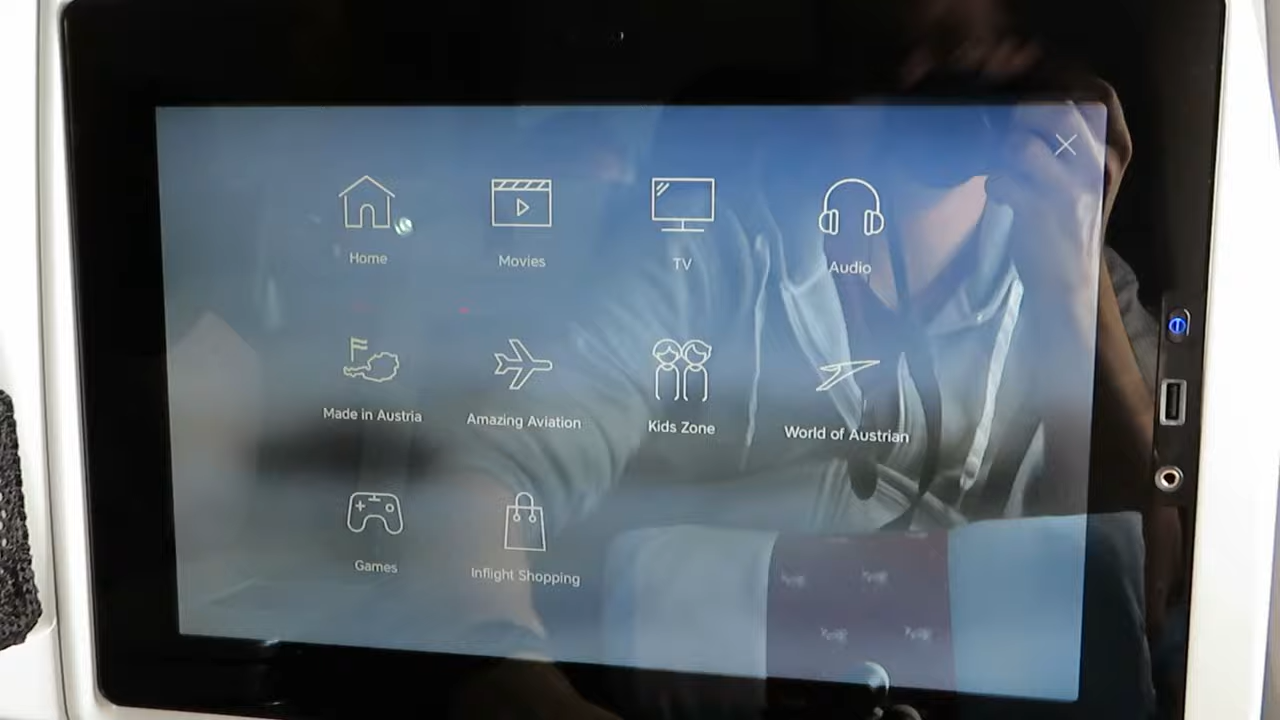 Home
Movies
TV
Audio
Made in Austria
Amazing Aviation
Kids Zone
World of Austrian
Games
Inflight Shopping